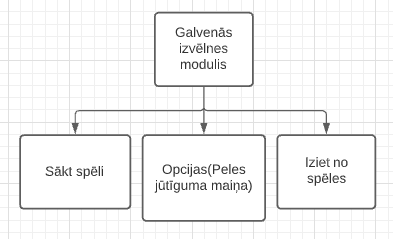 Galvenās
izvēlnes
modulis
Sākt spēli
Opcijas(Peles
jūtīguma maiņa)
Iziet no
spēles